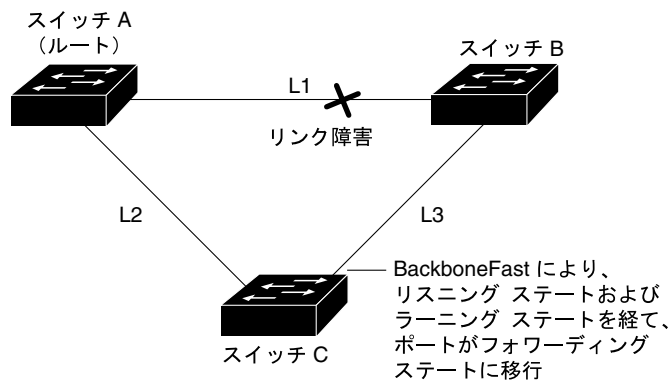 スイッチ A
（ルート）
スイッチ B
L1
リンク障害
L2
L3
BackboneFast により、
リスニング ステートおよび
ラーニング ステートを経て、
ポートがフォワーディング
ステートに移行
スイッチ C